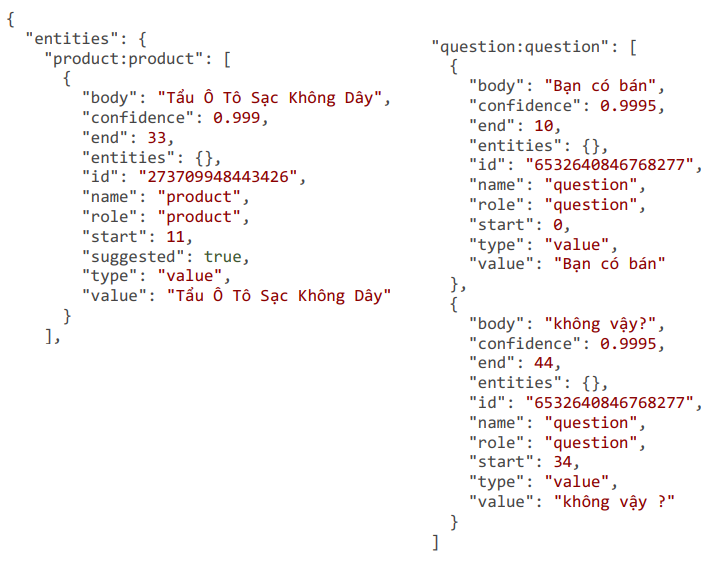 {
"entities": {
"product:product": [
{
"body": "Tẩu Ô Tô Sạc Không Dây",
"confidence": 0.999,
"end": 33,
"entities": {},
"id": "273709948443426",
"name": "product",
"role": "product",
"start": 11,
"suggested": true,
"type": "value",
"value": "Tẩu Ô Tô Sạc Không Dây"
}
],
"question:question": [
{
"body": "Bạn có bán",
"confidence": 0.9995,
"end": 10,
"entities": {},
"id": "6532640846768277",
"name": "question",
"role": "question",
"start": 0,
"type": "value",
"value": "Bạn có bán"
},
{
"body": "không vậy?",
"confidence": 0.9995,
"end": 44,
"entities": {},
"id": "6532640846768277",
"name": "question",
"role": "question",
"start": 34,
"type": "value",
"value": "không vậy ?"
}
]